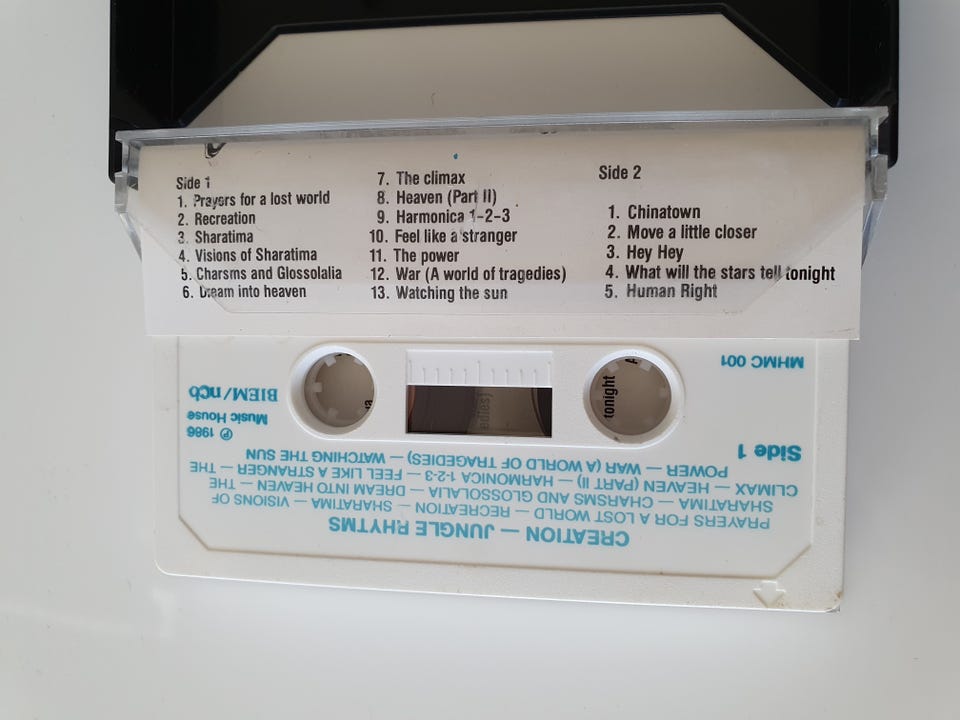 Side 1
1. Prayers for a lost world
2. Recreation
3. Sharatima
4. Visions of Sharatima
5. Charsms and Glossolalia
6. Dream into heaven
7. The climax
8. Heaven (Part II)
9. Harmonica 1-2-3
10. Feel like a stranger
11. The power
12. War (A world of tragedies)
13. Watching the sun
Side 2
1. Chinatown
2. Move a little closer
3. Hey Hey
4. What will the stars tell tonight
5. Human Right
CREATION — JUNGLE RHYTMS
PRAYERS FOR A LOST WORLD — RECREATION — SHARATIMA — VISIONS OF
SHARATIMA — CHARSMS AND GLOSSOLALIA — DREAM INTO HEAVEN — THE
CLIMAX — HEAVEN (PART II) — HARMONICA 1-2-3 — FEEL LIKE A STRANGER — THE
POWER — WAR (A WORLD OF TRAGEDIES) — WATCHING THE SUN
Side 1
℗ 1986
Music House
BIEM/ncb
MHMC 001
tonight
edies)